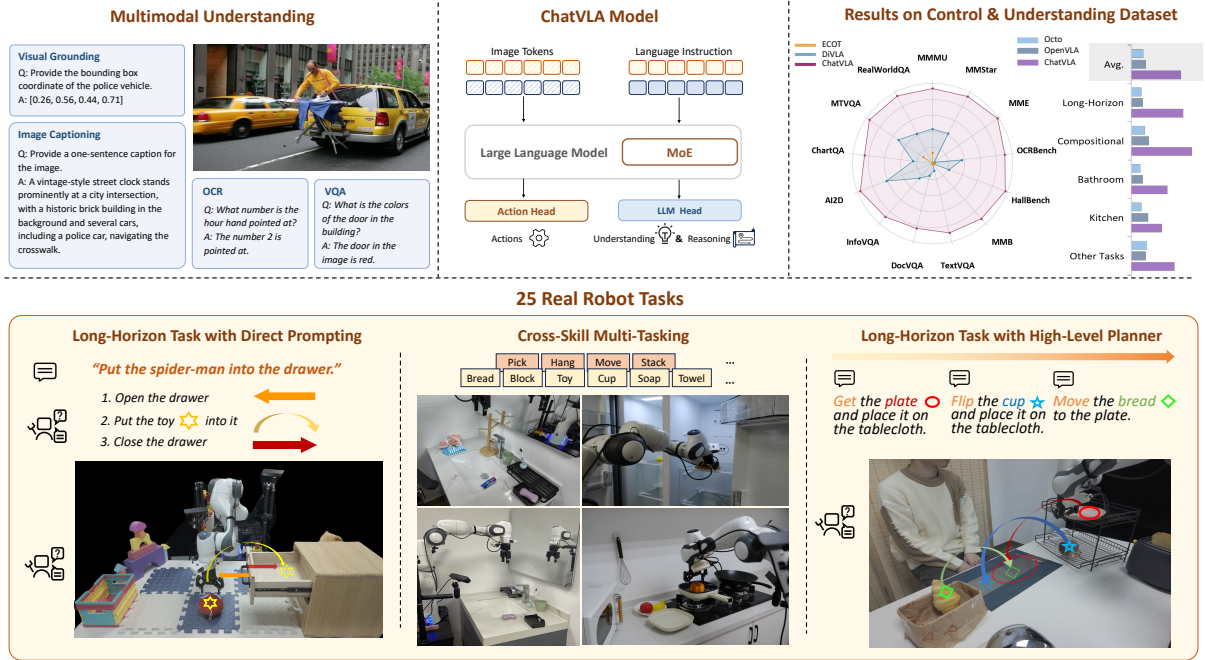 Multimodal Understanding
Visual Grounding
Q: Provide the bounding box
coordinate of the police vehicle.
A: [0.26, 0.56, 0.44, 0.71]
Image Captioning
Q: Provide a one-sentence caption for
the image.
A: A vintage-style street clock stands
prominently at a city intersection,
with a historic brick building in the
background and several cars,
including a police car, navigating the
crosswalk.
OCR
Q: What number is the
hour hand pointed at?
A: The number 2 is
pointed at.
VQA
Q: What is the colors
of the door in the
building?
A: The door in the
image is red.
ChatVLA Model
Image Tokens
Language Instruction
Large Language Model
MoE
Action Head
LLM Head
Actions
Understanding & Reasoning
Results on Control & Understanding Dataset
ECOT
DiVLA
ChatVLA
MMMU
MMStar
MME
OCRBench
HallBench
MMB
TextVQA
DocVQA
InfoVQA
AI2D
ChartQA
MTVQA
RealWorldQA
Octo
OpenVLA
ChatVLA
Avg.
Long-Horizon
Compositional
Bathroom
Kitchen
Other Tasks
25 Real Robot Tasks
Long-Horizon Task with Direct Prompting
“Put the spider-man into the drawer.”
1. Open the drawer
2. Put the toy into it
3. Close the drawer
Cross-Skill Multi-Tasking
Pick Hang Move Stack ...
Bread Block Toy Cup Soap Towel ...
Long-Horizon Task with High-Level Planner
Get the plate
and place it on
the tablecloth.
Flip the cup
and place it on
the tablecloth.
Move the bread
to the plate.